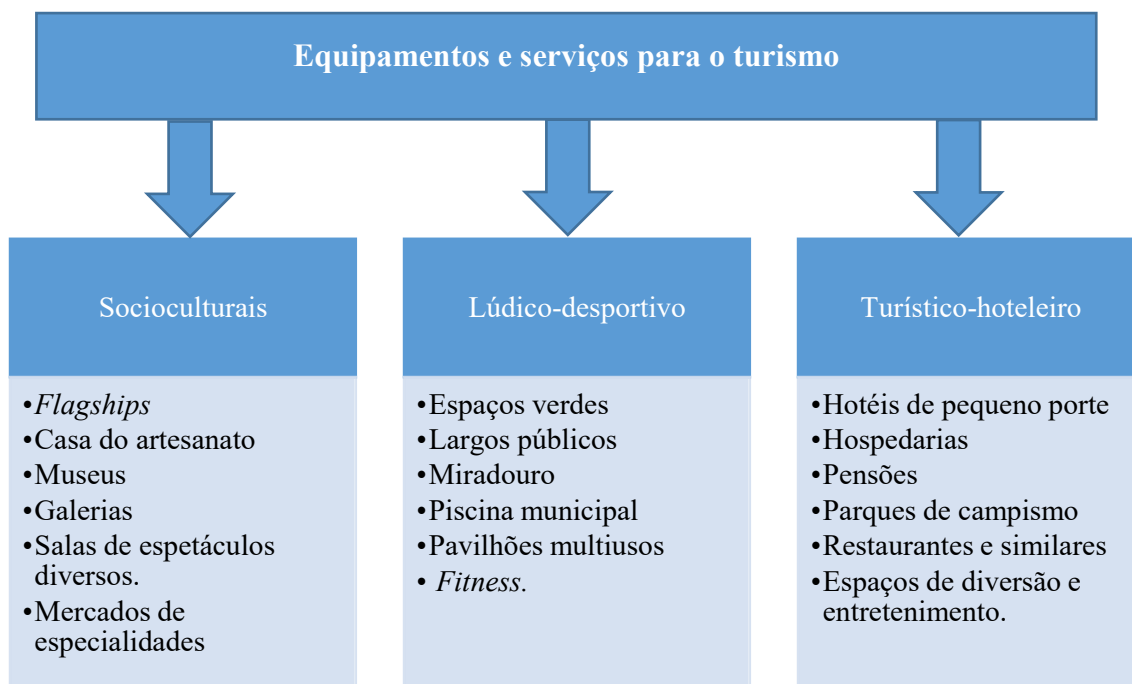 Equipamentos e serviços para o turismo
Socioculturais
•Flagships
•Casa do artesanato
•Museus
•Galerias
•Salas de espetáculos
diversos.
•Mercados de
especialidades
Lúdico-desportivo
•Espaços verdes
•Largos públicos
•Miradouro
•Piscina municipal
•Pavilhões multiusos
• Fitness.
Turístico-hoteleiro
•Hotéis de pequeno porte
•Hospedarias
•Pensões
•Parques de campismo
•Restaurantes e similares
•Espaços de diversão e
entretenimento.